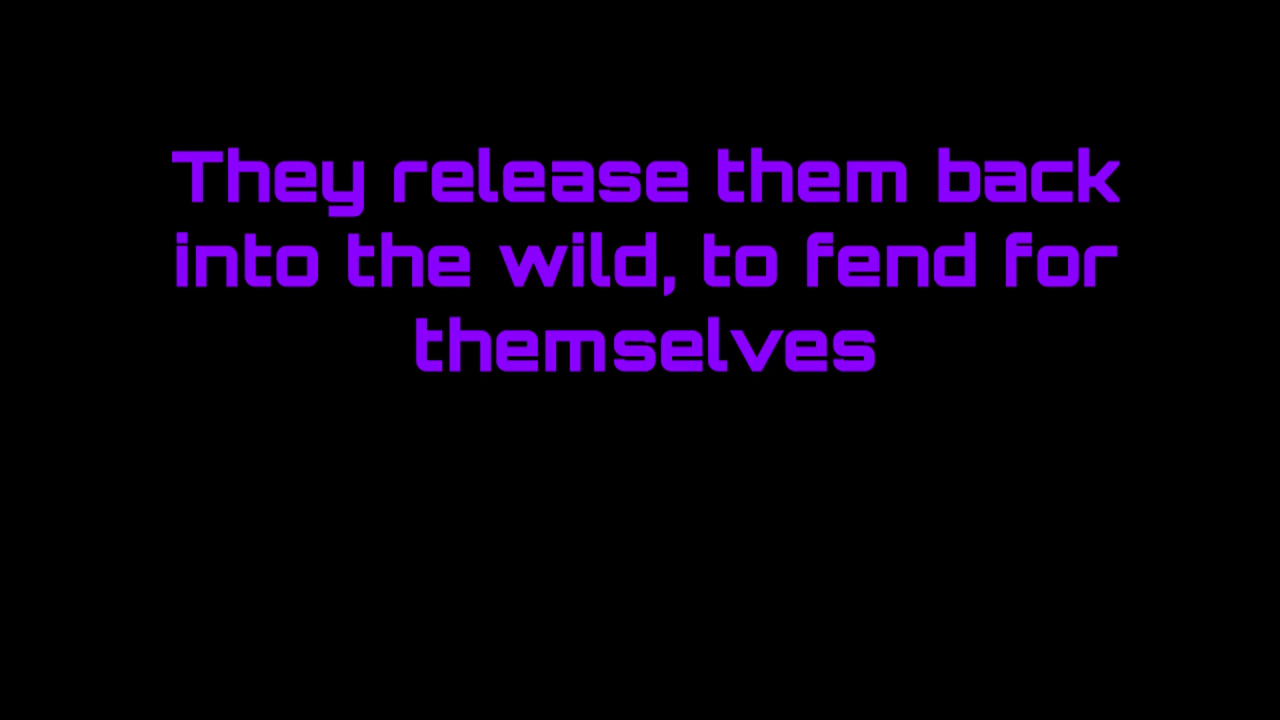 They release them back
into the wild, to fend for
themselves